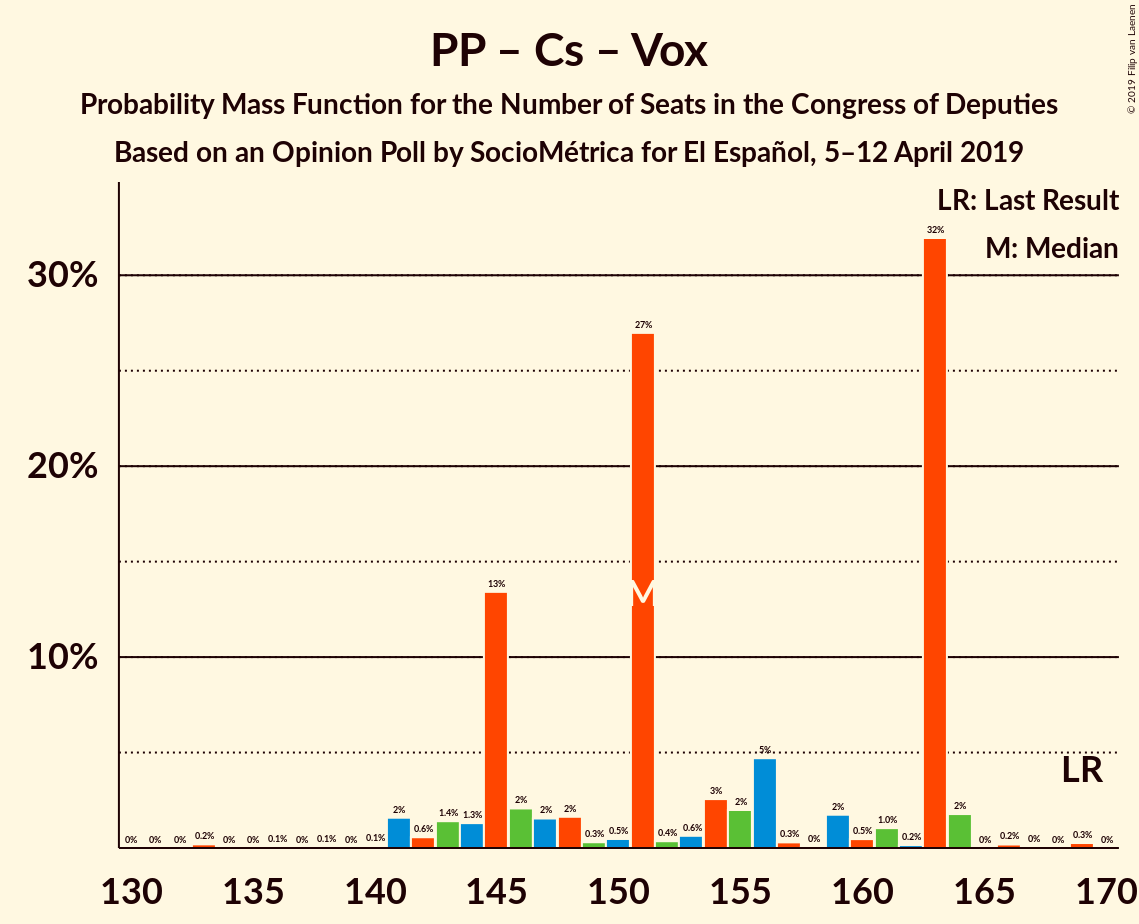 © 2019 Filip van Laenen
PP – Cs – Vox
Probability Mass Function for the Number of Seats in the Congress of Deputies
Based on an Opinion Poll by SocioMétrica for El Español, 5–12 April 2019
LR: Last Result
M: Median
30%
20%
10%
0% 0% 0% 0.2% 0% 0% 0.1% 0% 0.1% 0% 0.1% 2% 0.6% 1.4% 1.3% 13% 2% 2% 2% 0.3% 0.5% 27% 0.4% 0.6% 3% 2% 5% 0.3% 0% 2% 0.5% 1.0% 0.2% 32% 2% 0% 0.2% 0% 0% 0.3% 0%
M
LR
130 135 140 145 150 155 160 165 170